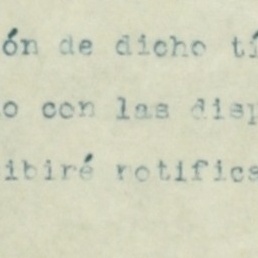 ón de dicho tí
o con las disp
ibiré notifica